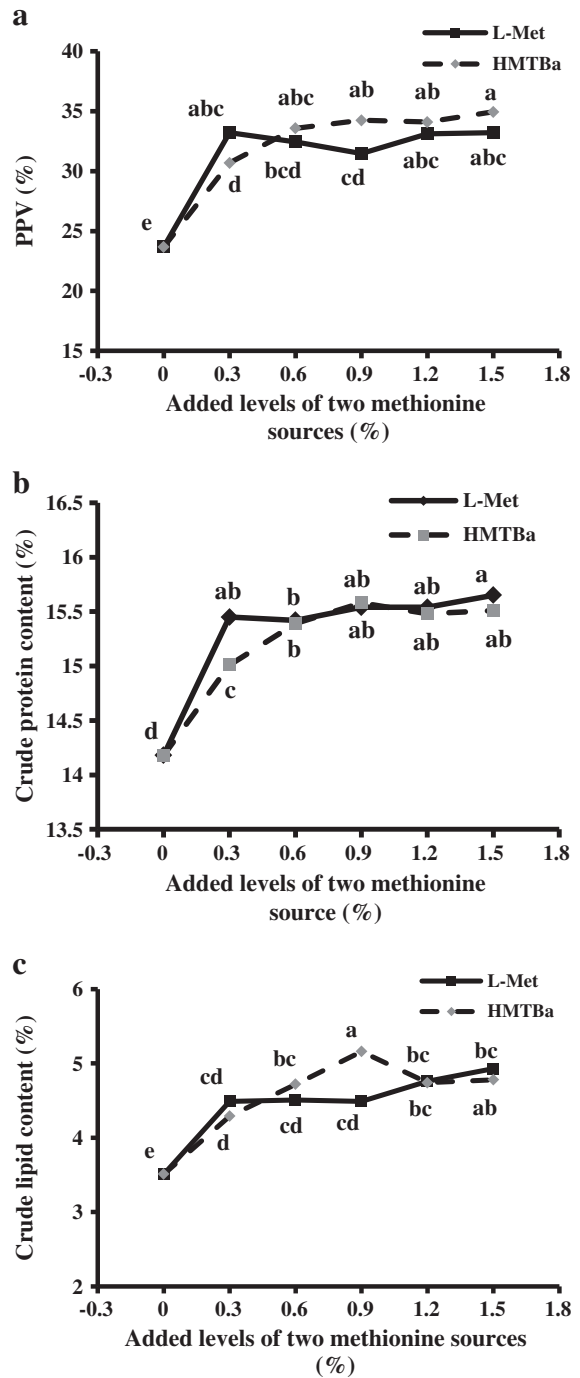 a
L-Met
HMTBa
40
35
30
25
20
15
PPV (%)
e
abc
d
abc
bcd
ab
cd
ab
abc
a
abc
-0.3 0 0.3 0.6 0.9 1.2 1.5 1.8
Added levels of two methionine
sources (%)
b
L-Met
HMTBa
16.5
16
15.5
15
14.5
14
13.5
Crude protein content (%)
d
ab
c
b
b
ab
ab
ab
ab
a
ab
-0.3 0 0.3 0.6 0.9 1.2 1.5 1.8
Added levels of two methionine
source (%)
c
L-Met
HMTBa
6
5
4
3
2
Crude lipid content (%)
e
cd
d
bc
cd
a
cd
bc
bc
bc
ab
-0.3 0 0.3 0.6 0.9 1.2 1.5 1.8
Added levels of two methionine sources
(%)